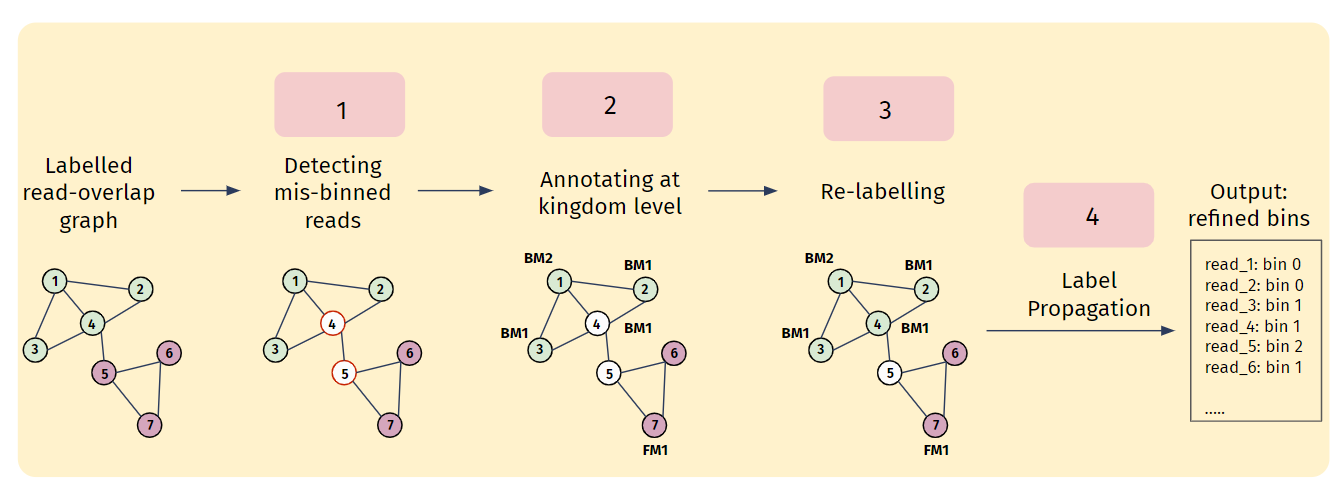 1
2
3
4
Labelled
read-overlap
graph
Detecting
mis-binned
reads
Annotating at
kingdom level
Re-labelling
Label
Propagation
Output:
refined bins
read_1: bin 0
read_2: bin 0
read_3: bin 1
read_4: bin 1
read_5: bin 2
read_6: bin 1
.....
1
2
3
4
5
6
7
1
2
3
4
5
6
7
BM2
BM1
1
2
4
BM1
BM1
3
5
6
7
FM1
BM2
BM1
1
2
4
BM1
BM1
3
5
6
7
FM1